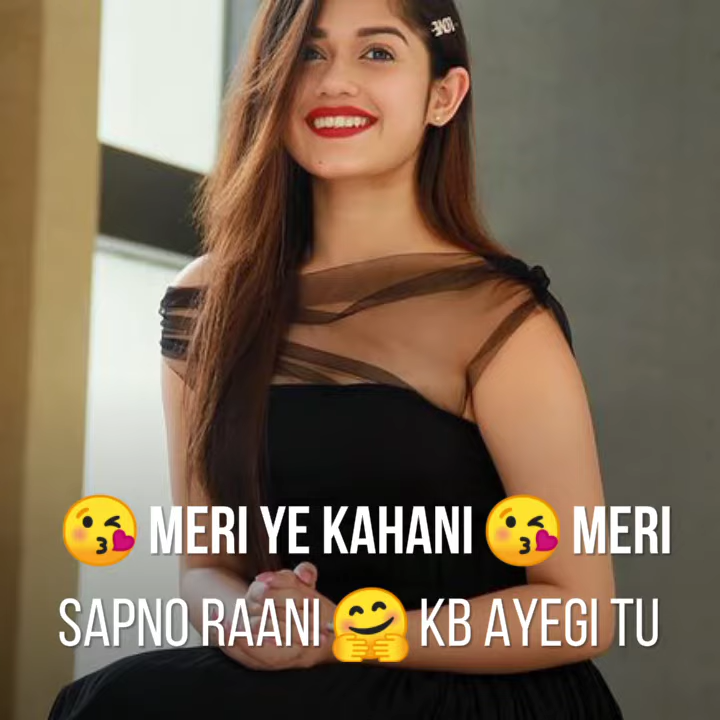 😘 MERI YE KAHANI 😘 MERI
SAPNO RAANI 🤗 KB AYEGI TU